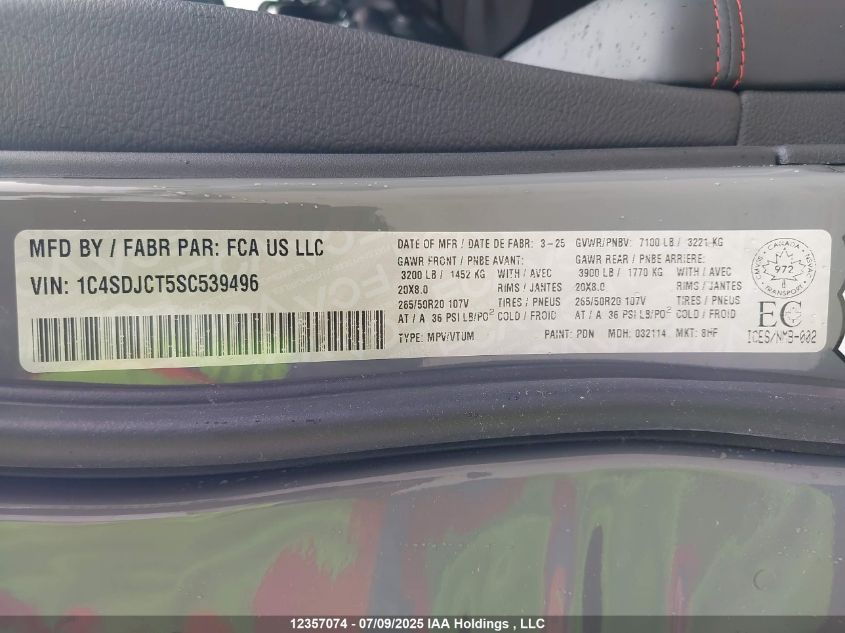 MFD BY / FABR PAR: FCA US LLC
VIN: 1C4SDJCT5SC539496
DATE OF MFR / DATE DE FABR: 3-25 GVWR/PNBV: 7100 LB / 3221 KG
GAWR FRONT / PNBE AVANT: GAWR REAR / PNBE ARRIERE:
3200 LB / 1452 KG WITH / AVEC 3900 LB / 1770 KG WITH / AVEC
20X8.0 RIMS / JANTES 20X8.0 RIMS / JANTES
265/50R20 107V TIRES / PNEUS 265/50R20 107V TIRES / PNEUS
AT / A 36 PSI LB/PO² COLD / FROID AT / A 36 PSI LB/PO² COLD / FROID
TYPE: MPV/VTUM PAINT: PDN MDH: 032114 MKT: 8HF
CANADA
972
TRANSPORT
EC
ICES/NMB-002
12357074 - 07/09/2025 IAA Holdings , LLC